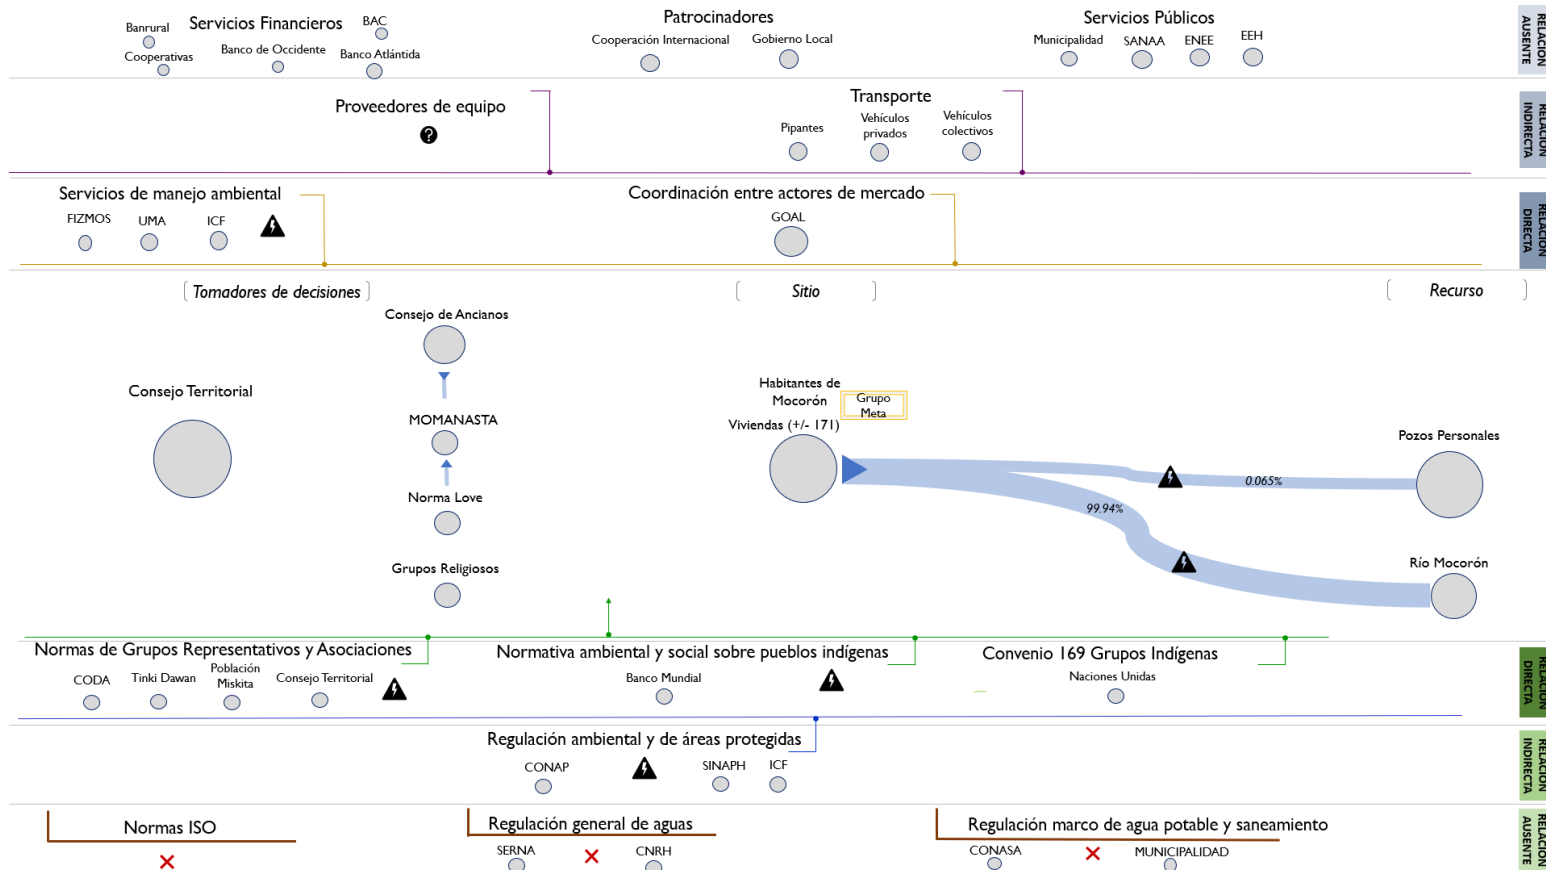 Servicios Financieros
Banrural
Cooperativas
Banco de Occidente
BAC
Banco Atlántida
Patrocinadores
Cooperación Internacional
Gobierno Local
Servicios Públicos
Municipalidad
SANAA
ENEE
EEH
RELACION
AUSENTE
Proveedores de equipo
?
Transporte
Pipantes
Vehículos
privados
Vehículos
colectivos
RELACION
INDIRECTA
Servicios de manejo ambiental
FIZMOS
UMA
ICF
Coordinación entre actores de mercado
GOAL
RELACION
DIRECTA
Tomadores de decisiones
Sitio
Recurso
Consejo Territorial
Consejo de Ancianos
MOMANASTA
Norma Love
Grupos Religiosos
Habitantes de
Mocorón
Viviendas (+/- 171)
Grupo
Meta
0.065%
99.94%
Pozos Personales
Río Mocorón
Normas de Grupos Representativos y Asociaciones
CODA
Tinki Dawan
Población
Miskita
Consejo Territorial
Normativa ambiental y social sobre pueblos indígenas
Banco Mundial
Convenio 169 Grupos Indígenas
Naciones Unidas
RELACION
DIRECTA
Regulación ambiental y de áreas protegidas
CONAP
SINAPH
ICF
RELACION
INDIRECTA
Normas ISO
Regulación general de aguas
SERNA
CNRH
Regulación marco de agua potable y saneamiento
CONASA
MUNICIPALIDAD
RELACION
AUSENTE